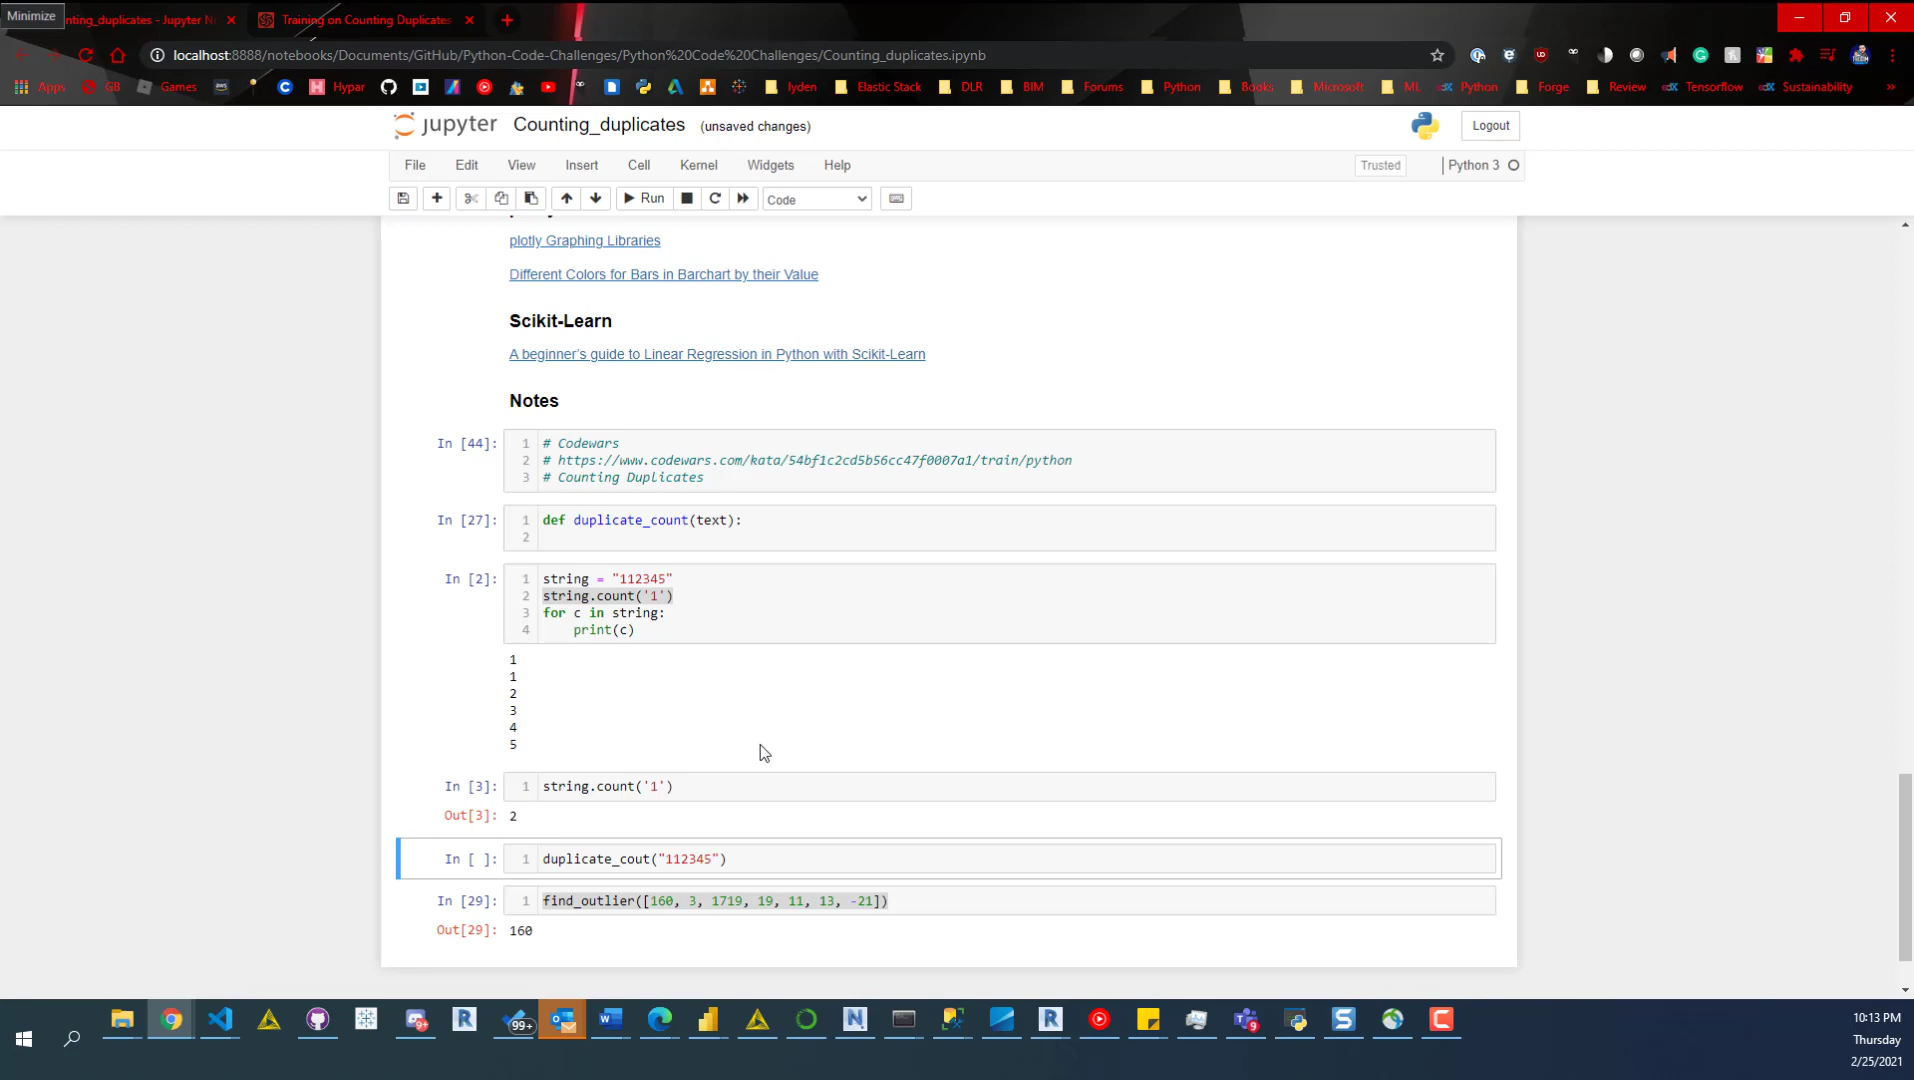 Minimize
nting_duplicates - Jupyter N
Training on Counting Duplicates
localhost:8888/notebooks/Documents/GitHub/Python-Code-Challenges/Python%20Code%20Challenges/Counting_duplicates.ipynb
Apps GB Games Hypar Iyden Elastic Stack DLR BIM Forums Python Books Microsoft ML Python Forge Review Tensorflow Sustainability »
jupyter Counting_duplicates (unsaved changes) Logout
File Edit View Insert Cell Kernel Widgets Help Trusted Python 3
Run Code
plotly Graphing Libraries
Different Colors for Bars in Barchart by their Value
Scikit-Learn
A beginner's guide to Linear Regression in Python with Scikit-Learn
Notes
In [44]: 1 # Codewars
2 # https://www.codewars.com/kata/54bf1c2cd5b56cc47f0007a1/train/python
3 # Counting Duplicates
In [27]: 1 def duplicate_count(text):
2
In [2]: 1 string = "112345"
2 string.count('1')
3 for c in string:
4 print(c)
1
1
2
3
4
5
In [3]: 1 string.count('1')
Out[3]: 2
In [ ]: 1 duplicate_cout("112345")
In [29]: 1 find_outlier([160, 3, 1719, 19, 11, 13, -21])
Out[29]: 160
99+
10:13 PM
Thursday
2/25/2021